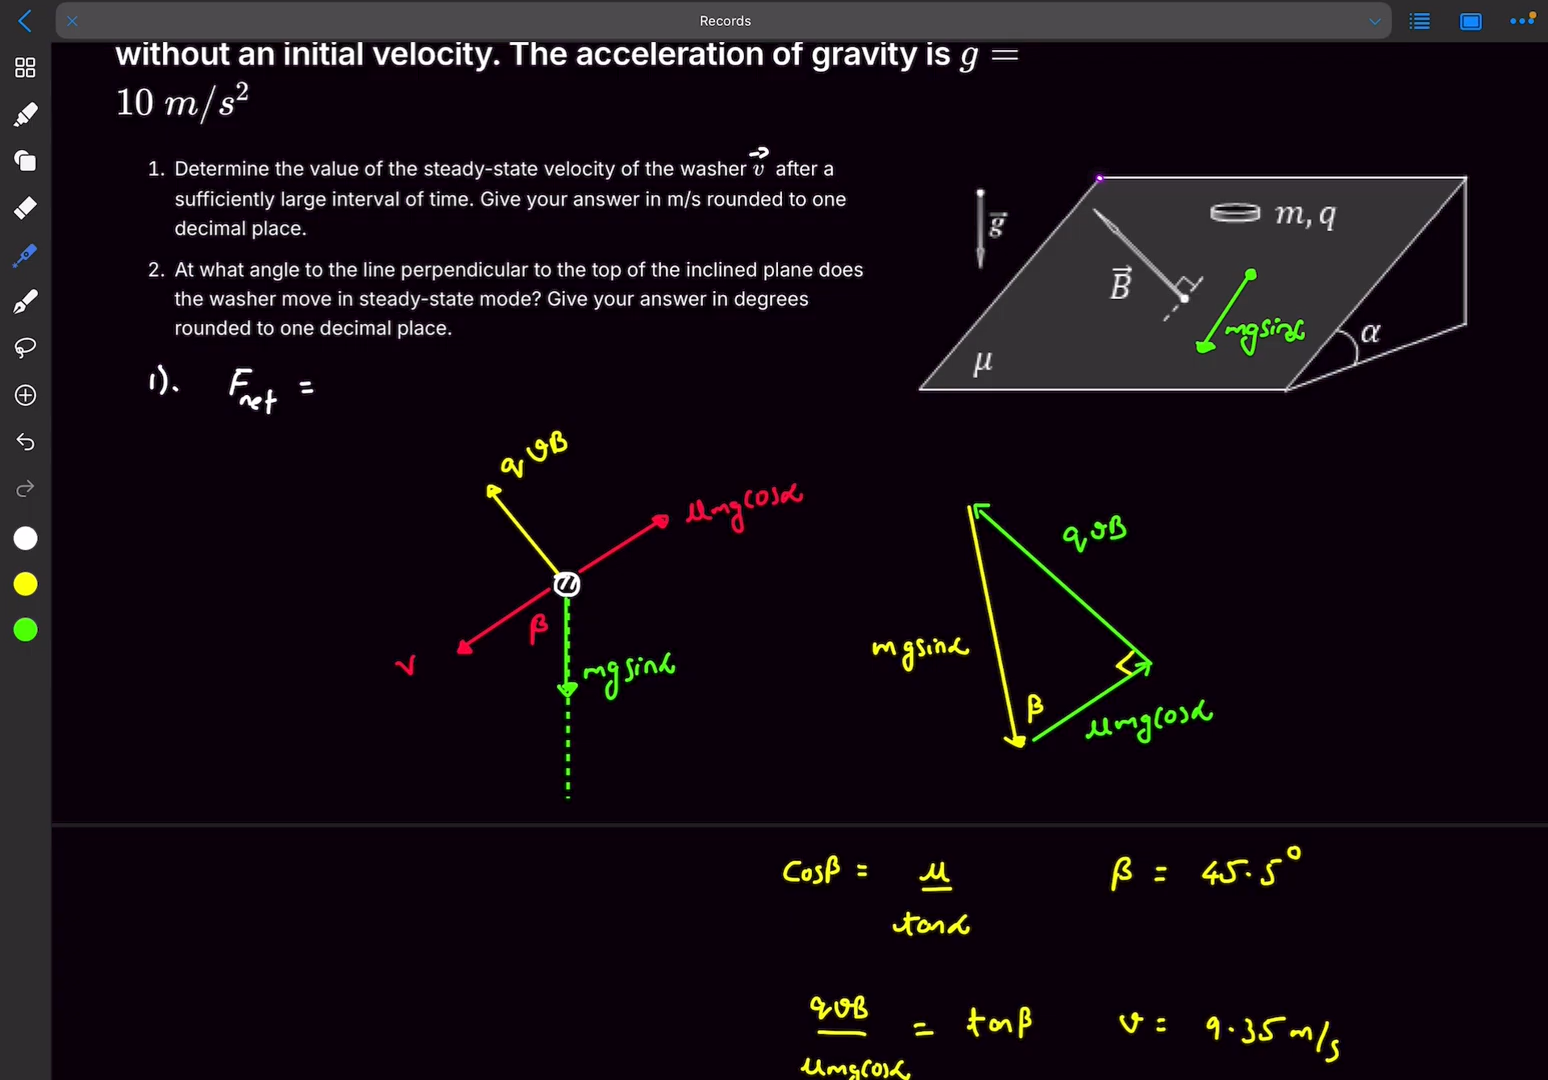 Records
without an initial velocity. The acceleration of gravity is g =
10 m/s²
1. Determine the value of the steady-state velocity of the washer v⃗ after a
sufficiently large interval of time. Give your answer in m/s rounded to one
decimal place.
2. At what angle to the line perpendicular to the top of the inclined plane does
the washer move in steady-state mode? Give your answer in degrees
rounded to one decimal place.
g⃗
m, q
B⃗
mgsinα
α
μ
1). F_net =
qvB
μmgcosα
β
v
mgsinα
qvB
mgsinα
β
μmgcosα
cosβ = μ/tanα
β = 45.5°
qvB/μmgcosα = tanβ
v = 9.35 m/s